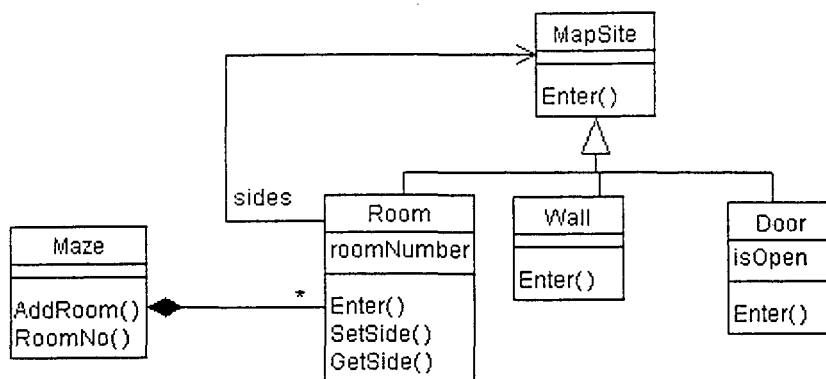 MapSite
Enter()
sides
Room
roomNumber
Enter()
SetSide()
GetSide()
Wall
Enter()
Door
isOpen
Enter()
Maze
AddRoom()
RoomNo()
*